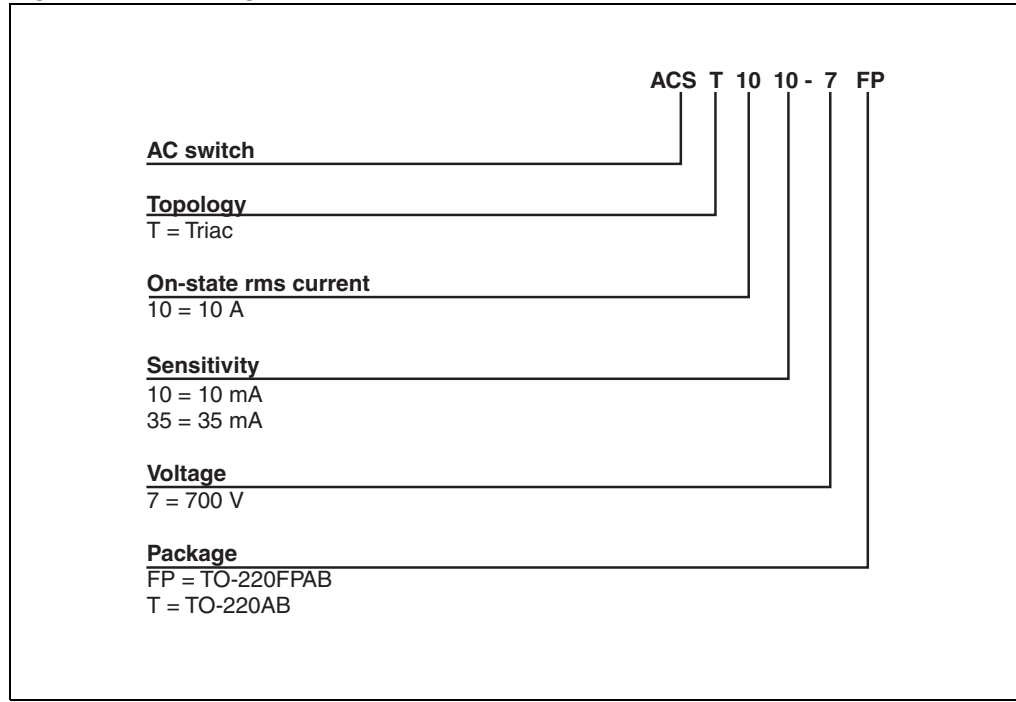 ACS T 10 10 - 7 FP
AC switch
Topology
T = Triac
On-state rms current
10 = 10 A
Sensitivity
10 = 10 mA
35 = 35 mA
Voltage
7 = 700 V
Package
FP = TO-220FPAB
T = TO-220AB